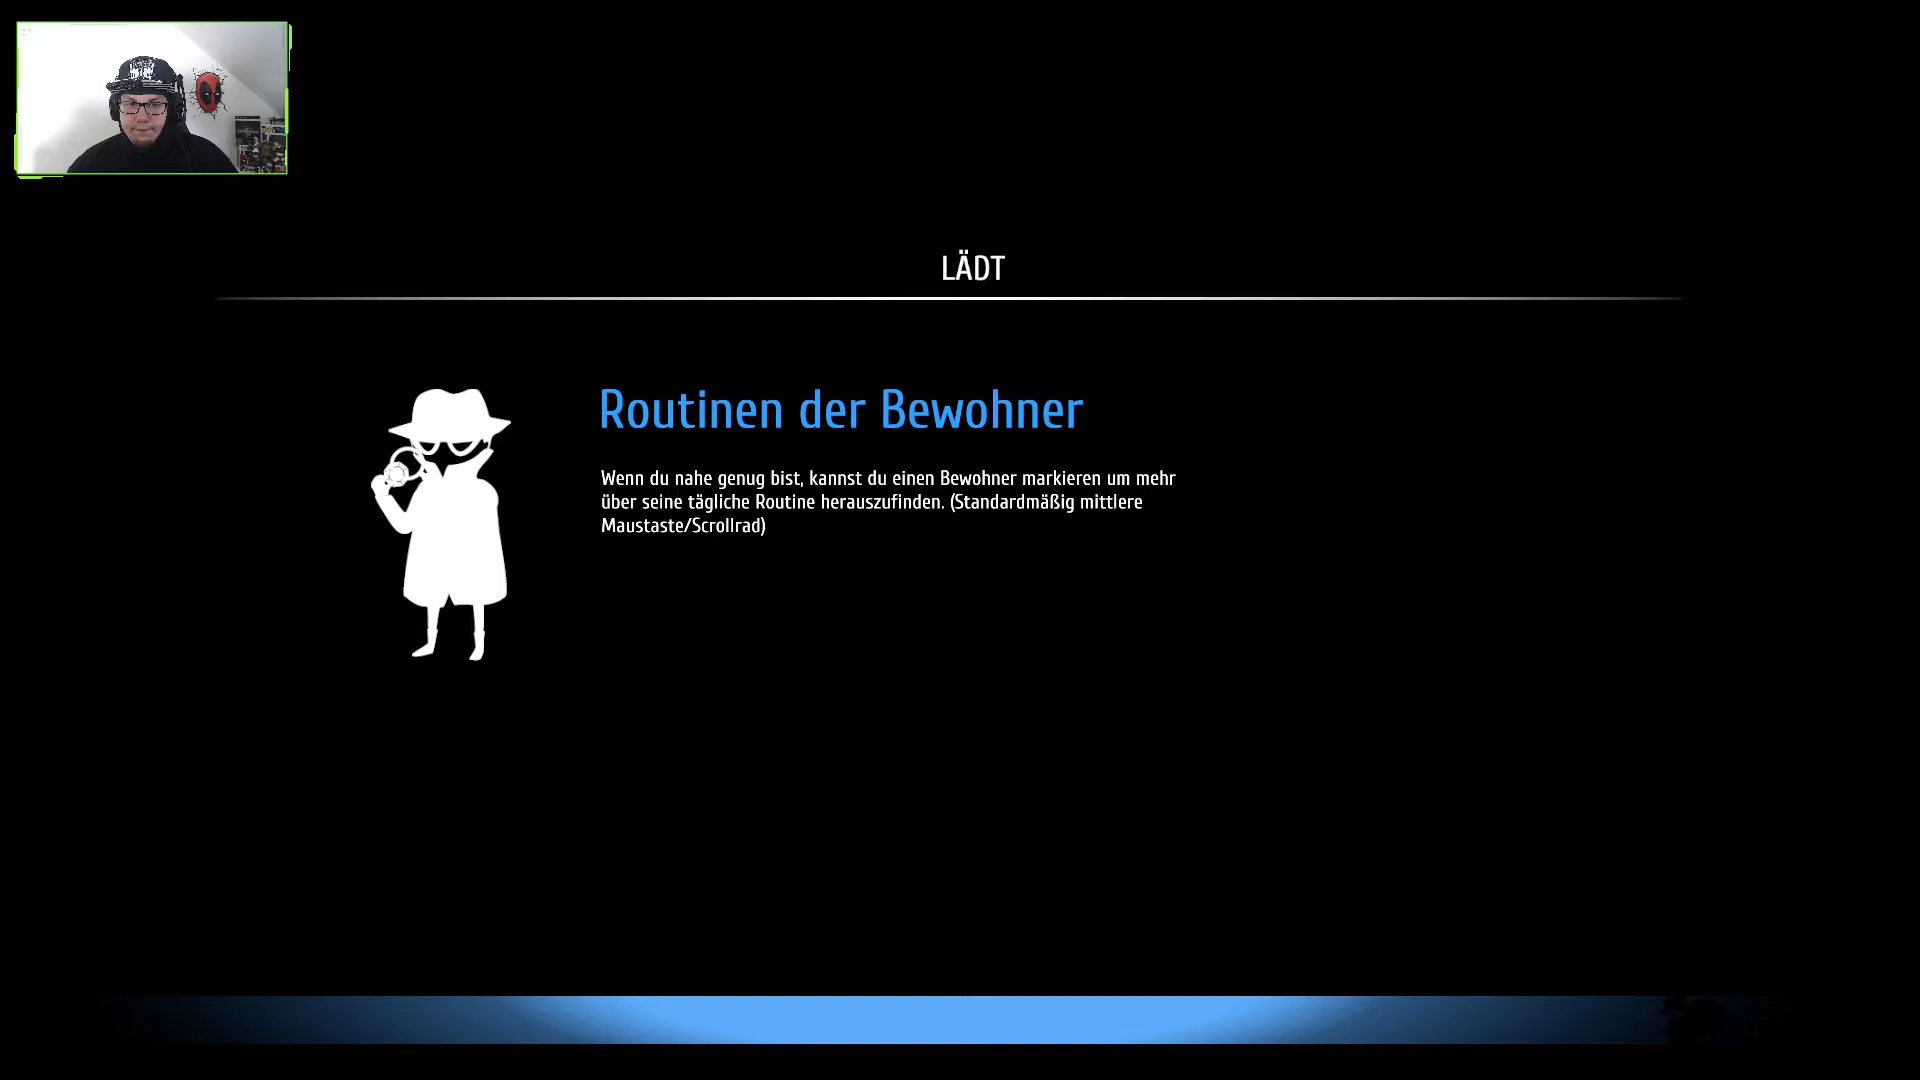 LÄDT
Routinen der Bewohner
Wenn du nahe genug bist, kannst du einen Bewohner markieren um mehr
über seine tägliche Routine herauszufinden. (Standardmäßig mittlere
Maustaste/Scrollrad)